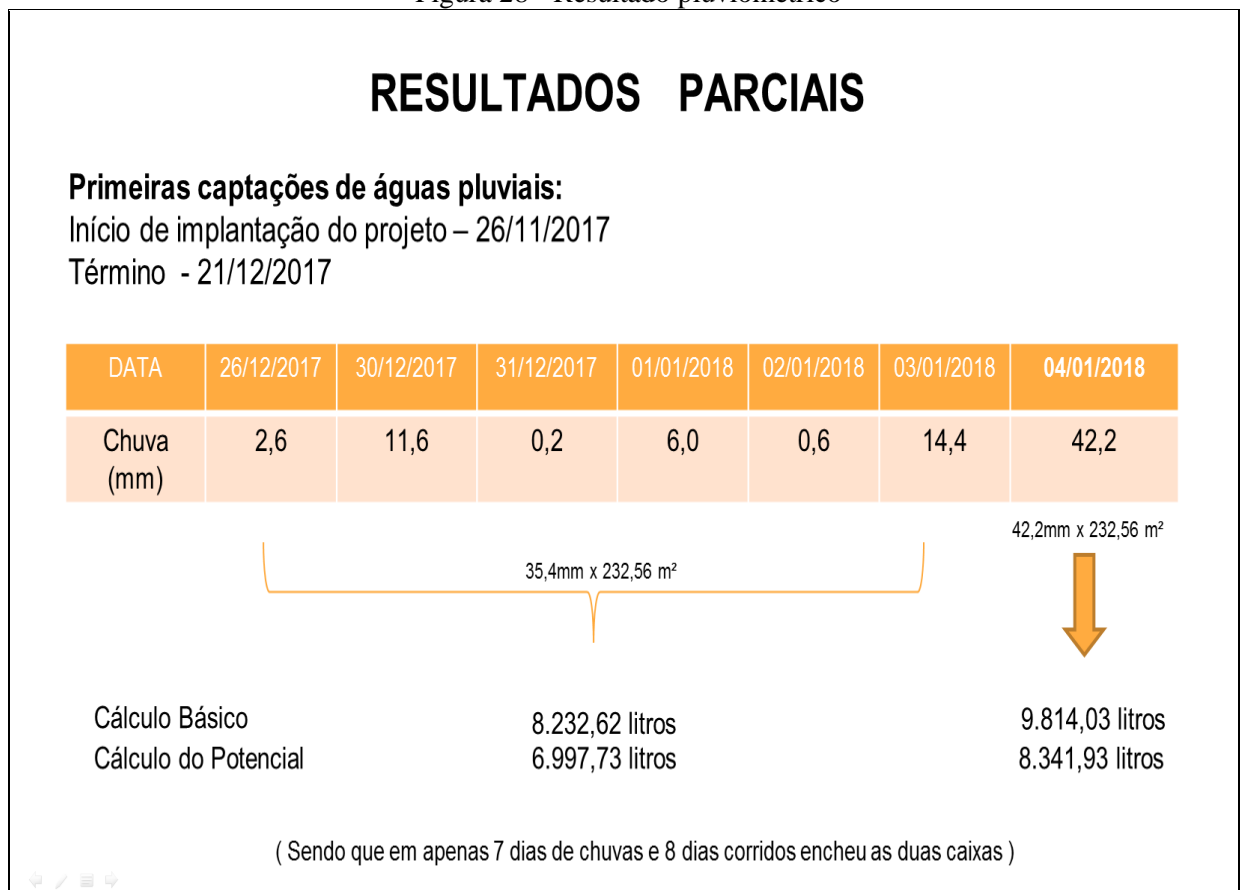 Figura 28 - Resultado pluviométrico
RESULTADOS PARCIAIS
Primeiras captações de águas pluviais:
Início de implantação do projeto – 26/11/2017
Término - 21/12/2017
DATA 26/12/2017 30/12/2017 31/12/2017 01/01/2018 02/01/2018 03/01/2018 04/01/2018
Chuva 2,6 11,6 0,2 6,0 0,6 14,4 42,2
(mm)
42,2mm x 232,56 m²
35,4mm x 232,56 m²
Cálculo Básico 8.232,62 litros 9.814,03 litros
Cálculo do Potencial 6.997,73 litros 8.341,93 litros
( Sendo que em apenas 7 dias de chuvas e 8 dias corridos encheu as duas caixas )